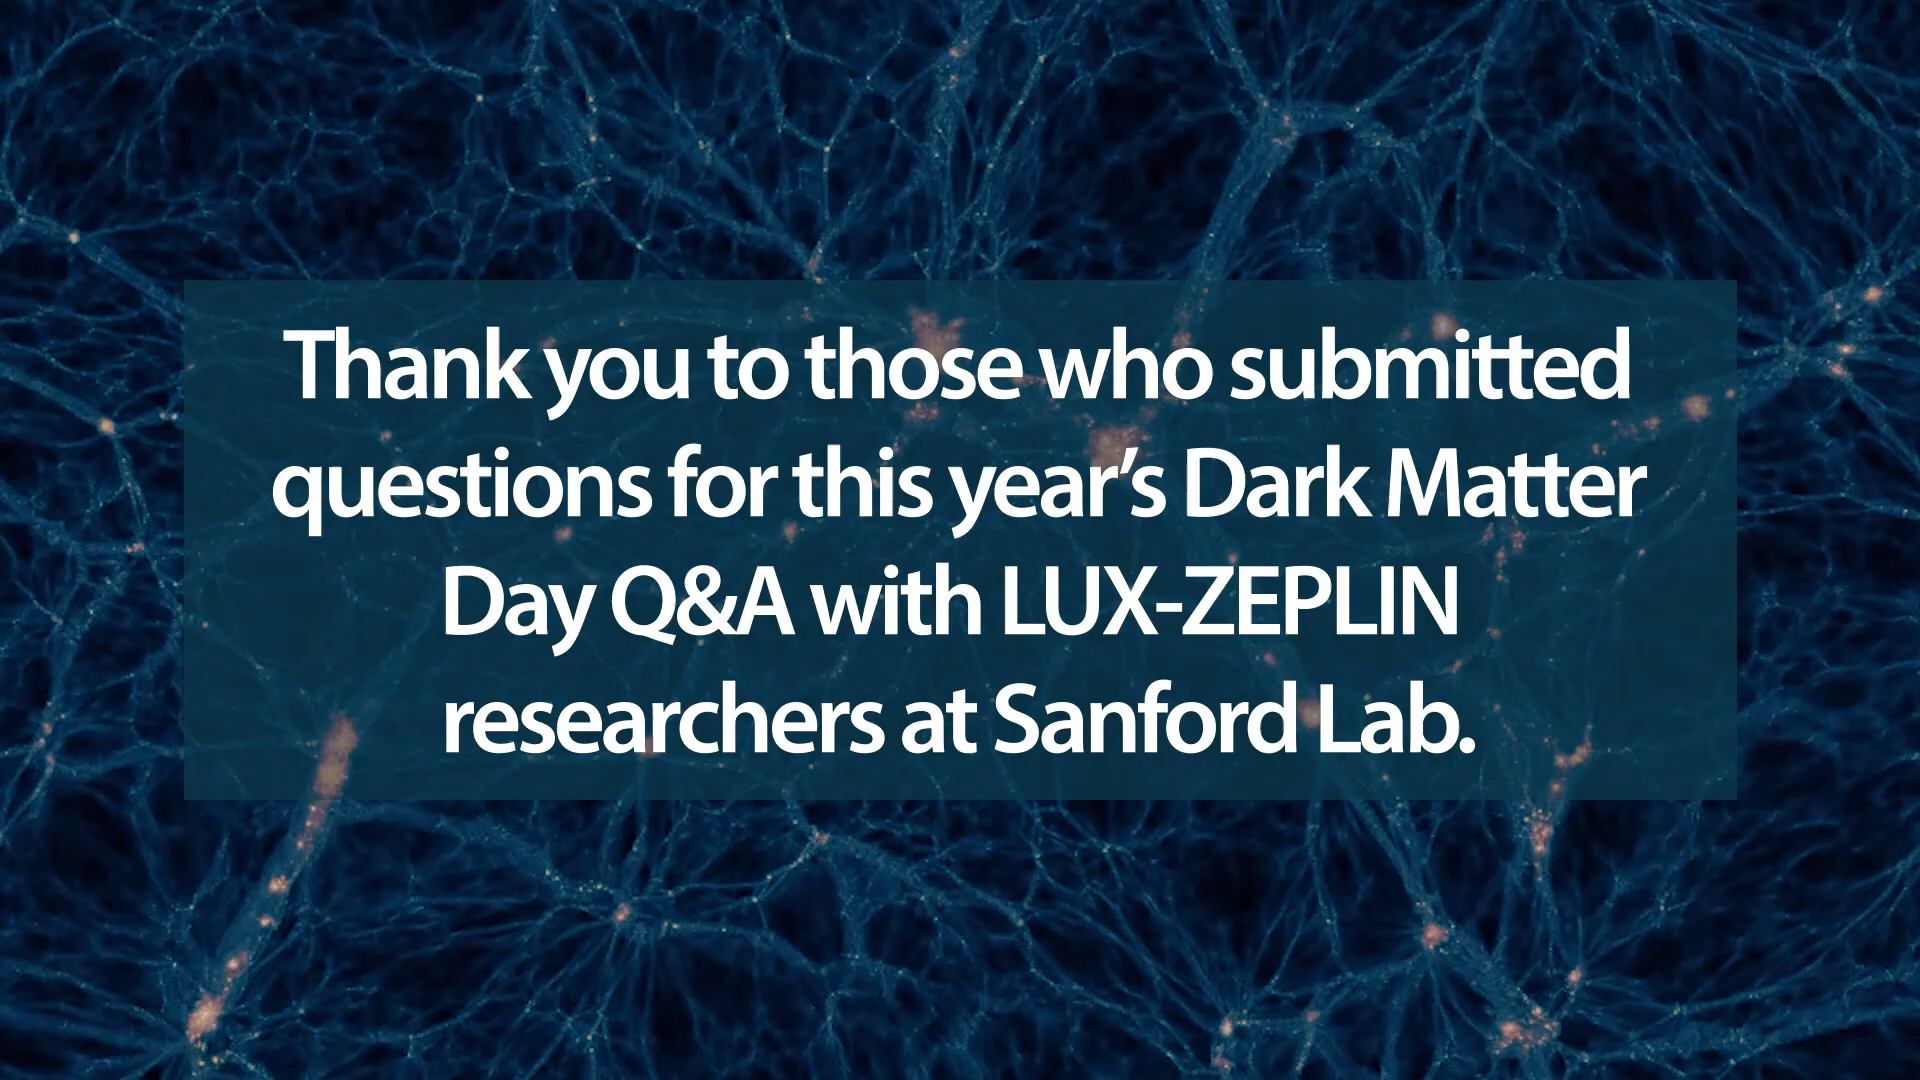 Thank you to those who submitted
questions for this year’s Dark Matter
Day Q&A with LUX-ZEPLIN
researchers at Sanford Lab.